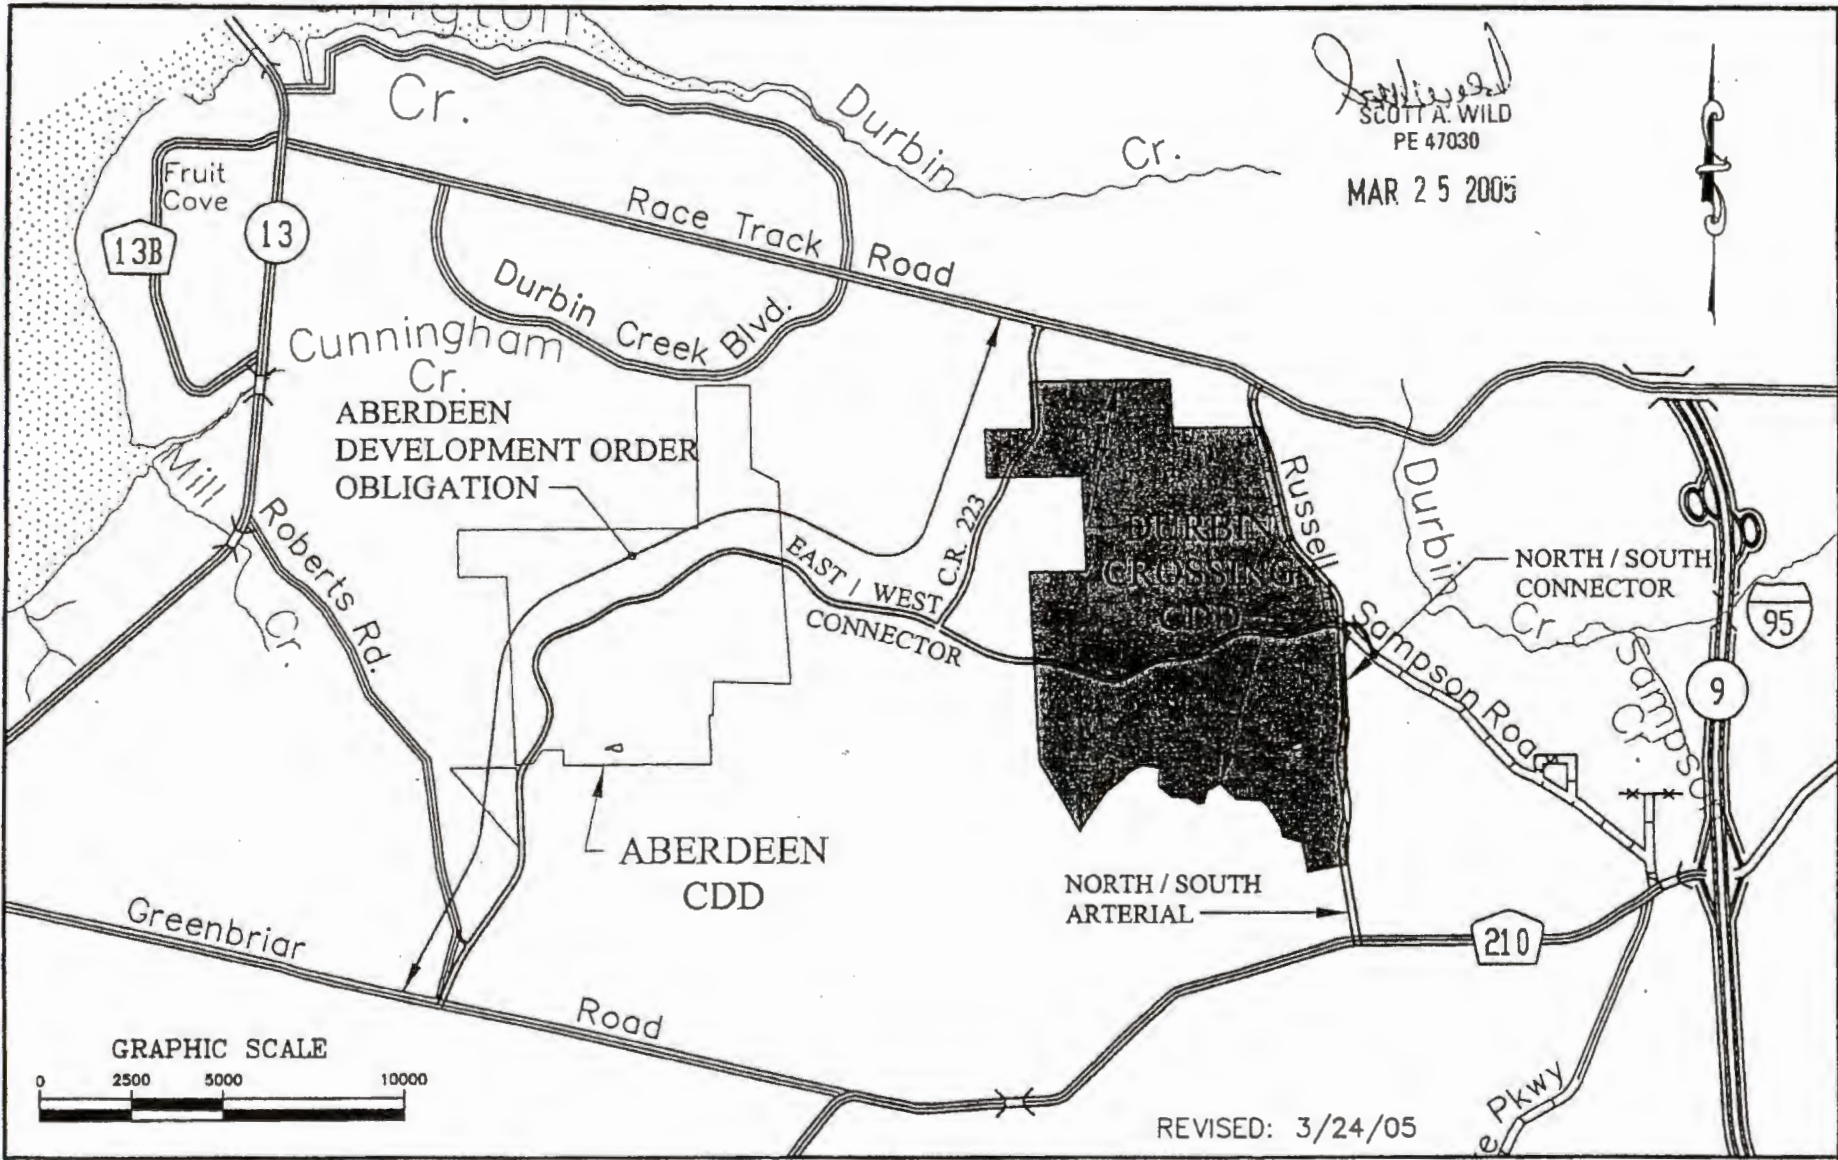 Cr.
Durbin
Cr.
SCOTT A. WILD
PE 47030
MAR 25 2005
Fruit
Cove
13B
13
Race Track Road
Durbin Creek Blvd.
Cunningham
Cr.
ABERDEEN
DEVELOPMENT ORDER
OBLIGATION
Mill
Cr.
Roberts Rd.
EAST / WEST
CONNECTOR
C.R. 223
DURBIN
CROSSING
CDD
Russell
Sampson Road
Durbin
Cr
NORTH / SOUTH
CONNECTOR
95
9
Sampson
Cr.
ABERDEEN
CDD
NORTH / SOUTH
ARTERIAL
210
Greenbriar
Road
GRAPHIC SCALE
0 2500 5000 10000
REVISED: 3/24/05
e Pkwy